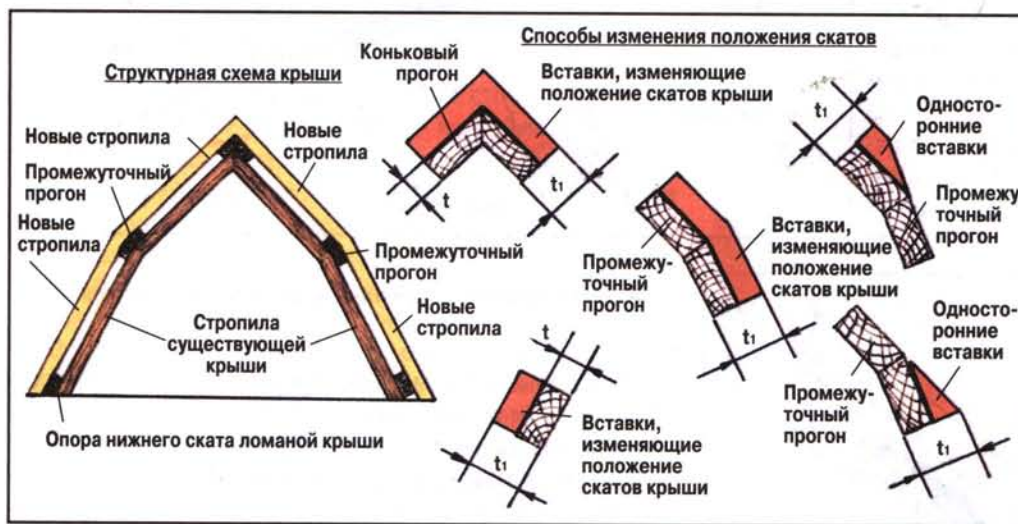 Способы изменения положения скатов
Структурная схема крыши
Коньковый
прогон
Вставки, изменяющие
положение скатов крыши
Новые стропила
Новые
стропила
Промежуточный
прогон
Новые
стропила
Промежуточный
прогон
Стропила
существующей
крыши
Новые
стропила
Опора нижнего ската ломаной крыши
t
t1
Промежу-
точный
прогон
Вставки,
изменяющие
положение
скатов крыши
t1
t
t1
Вставки,
изменяющие
положение
скатов крыши
t1
Односто-
ронние
вставки
Промежу
точный
прогон
Односто-
ронние
вставки
Промежу-
точный
прогон
t1